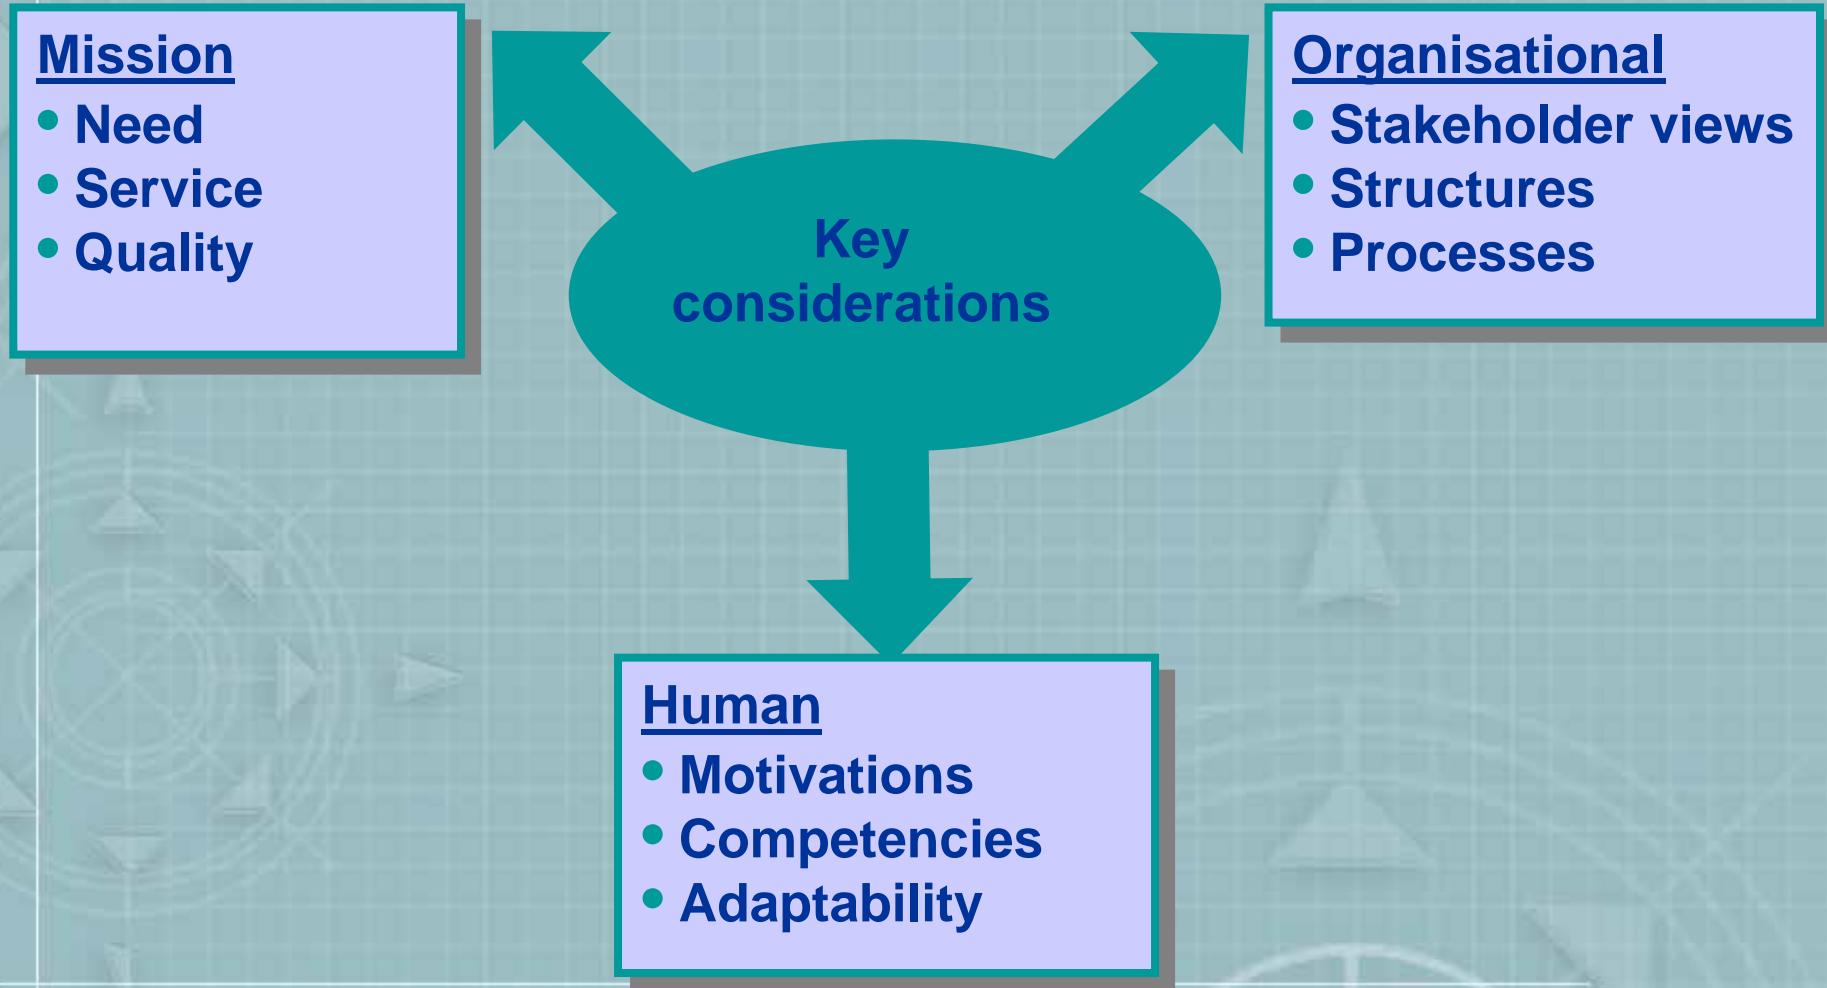 Mission
• Need
• Service
• Quality
Key
considerations
Organisational
• Stakeholder views
• Structures
• Processes
Human
• Motivations
• Competencies
• Adaptability